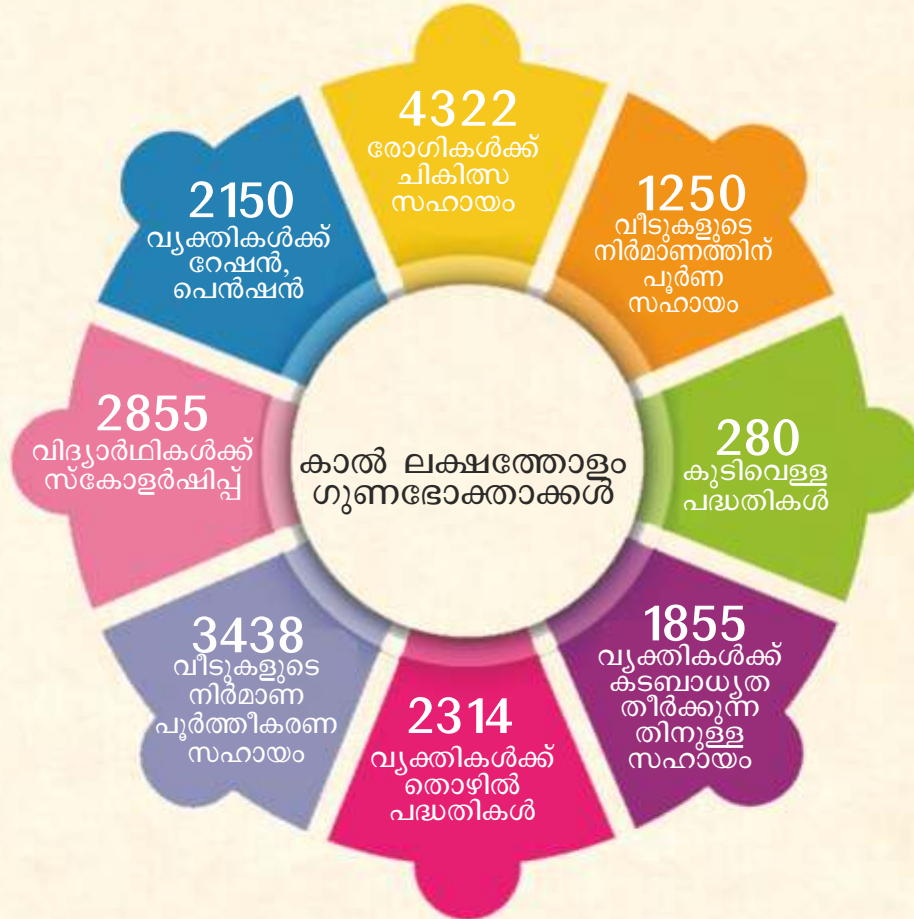 4322
രോഗികൾക്ക്
ചികിത്സ
സഹായം
1250
വീടുകളുടെ
നിർമാണത്തിന്
പൂർണ
സഹായം
280
കുടിവെള്ള
പദ്ധതികൾ
1855
വ്യക്തികൾക്ക്
കടബാധ്യത
തീർക്കുന്ന
തിനുള്ള
സഹായം
2314
വ്യക്തികൾക്ക്
തൊഴിൽ
പദ്ധതികൾ
3438
വീടുകളുടെ
നിർമാണ
പൂർത്തീകരണ
സഹായം
2855
വിദ്യാർഥികൾക്ക്
സ്കോളർഷിപ്പ്
2150
വ്യക്തികൾക്ക്
റേഷൻ,
പെൻഷൻ
കാൽ ലക്ഷത്തോളം
ഗുണഭോക്താക്കൾ